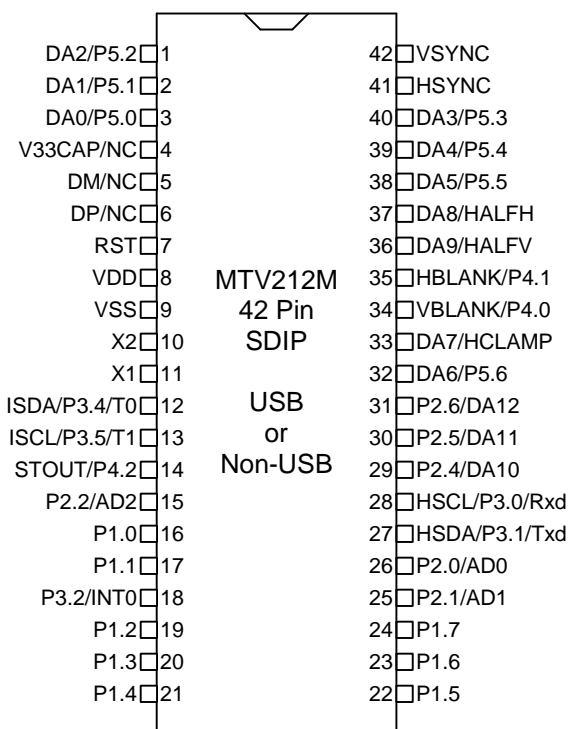 DA2/P5.2 1 42 VSYNC
DA1/P5.1 2 41 HSYNC
DA0/P5.0 3 40 DA3/P5.3
V33CAP/NC 4 39 DA4/P5.4
DM/NC 5 38 DA5/P5.5
DP/NC 6 37 DA8/HALFH
RST 7 36 DA9/HALFV
VDD 8 MTV212M 35 HBLANK/P4.1
VSS 9 42 Pin 34 VBLANK/P4.0
X2 10 SDIP 33 DA7/HCLAMP
X1 11 32 DA6/P5.6
ISDA/P3.4/T0 12 USB 31 P2.6/DA12
ISCL/P3.5/T1 13 or 30 P2.5/DA11
STOUT/P4.2 14 Non-USB 29 P2.4/DA10
P2.2/AD2 15 28 HSCL/P3.0/Rxd
P1.0 16 27 HSDA/P3.1/Txd
P1.1 17 26 P2.0/AD0
P3.2/INT0 18 25 P2.1/AD1
P1.2 19 24 P1.7
P1.3 20 23 P1.6
P1.4 21 22 P1.5